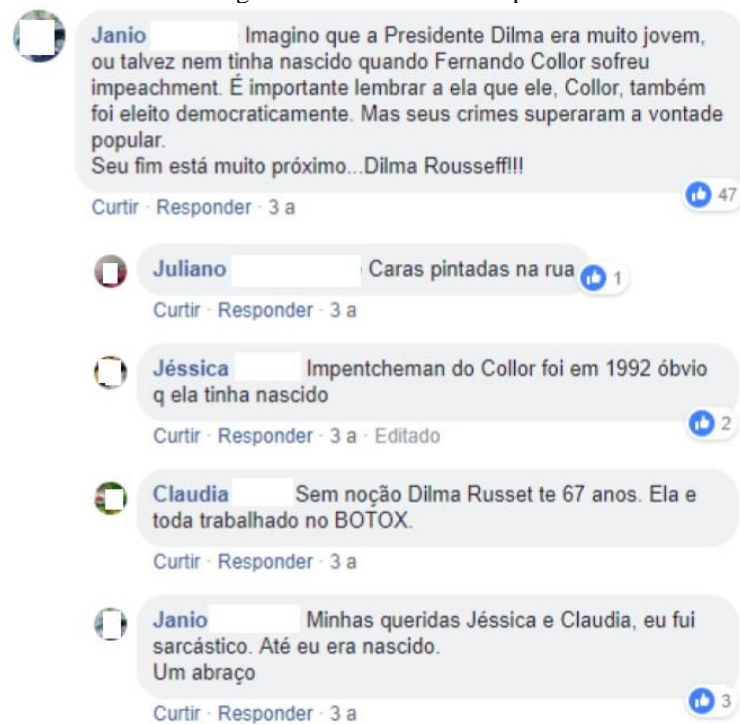 Janio Imagino que a Presidente Dilma era muito jovem,
ou talvez nem tinha nascido quando Fernando Collor sofreu
impeachment. É importante lembrar a ela que ele, Collor, também
foi eleito democraticamente. Mas seus crimes superaram a vontade
popular.
Seu fim está muito próximo...Dilma Rousseff!!!
47
Curtir · Responder · 3 a
Juliano Caras pintadas na rua
1
Curtir · Responder · 3 a
Jéssica Impentcheman do Collor foi em 1992 óbvio
q ela tinha nascido
2
Curtir · Responder · 3 a · Editado
Claudia Sem noção Dilma Russet te 67 anos. Ela e
toda trabalhado no BOTOX.
Curtir · Responder · 3 a
Janio Minhas queridas Jéssica e Claudia, eu fui
sarcástico. Até eu era nascido.
Um abraço
3
Curtir · Responder · 3 a